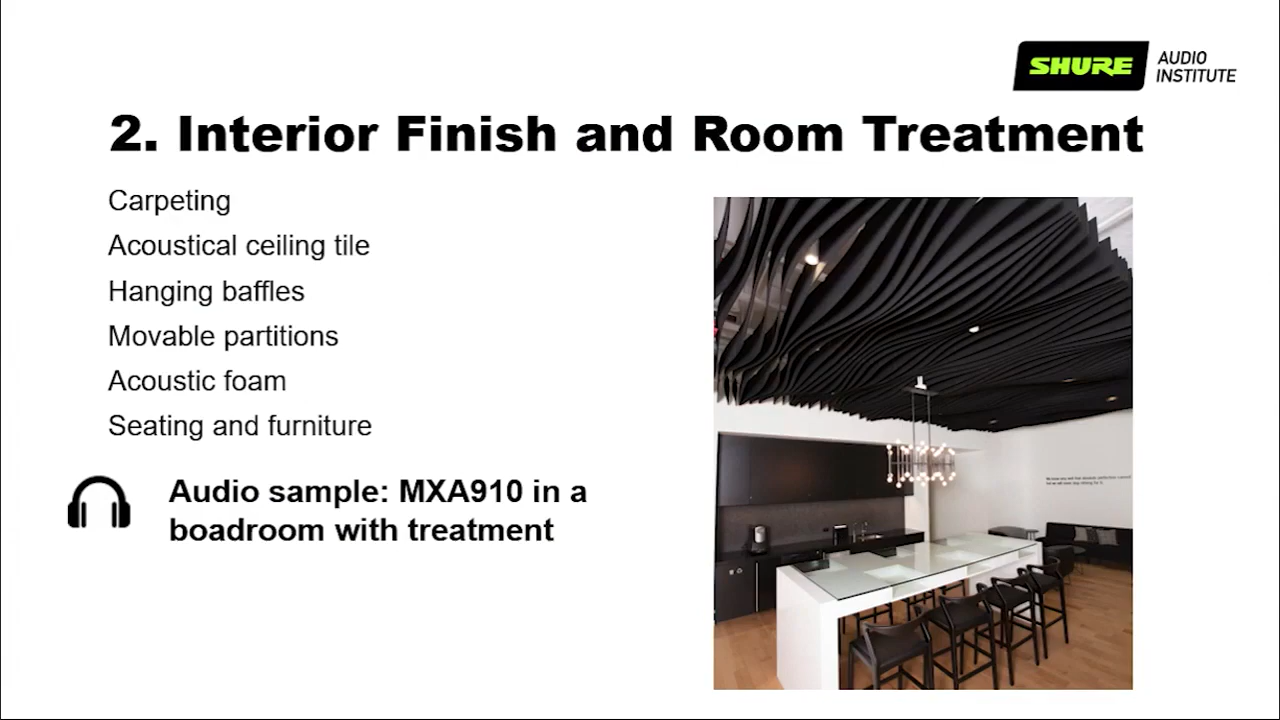 SHURE AUDIO
INSTITUTE
2. Interior Finish and Room Treatment
Carpeting
Acoustical ceiling tile
Hanging baffles
Movable partitions
Acoustic foam
Seating and furniture
Audio sample: MXA910 in a
boadroom with treatment